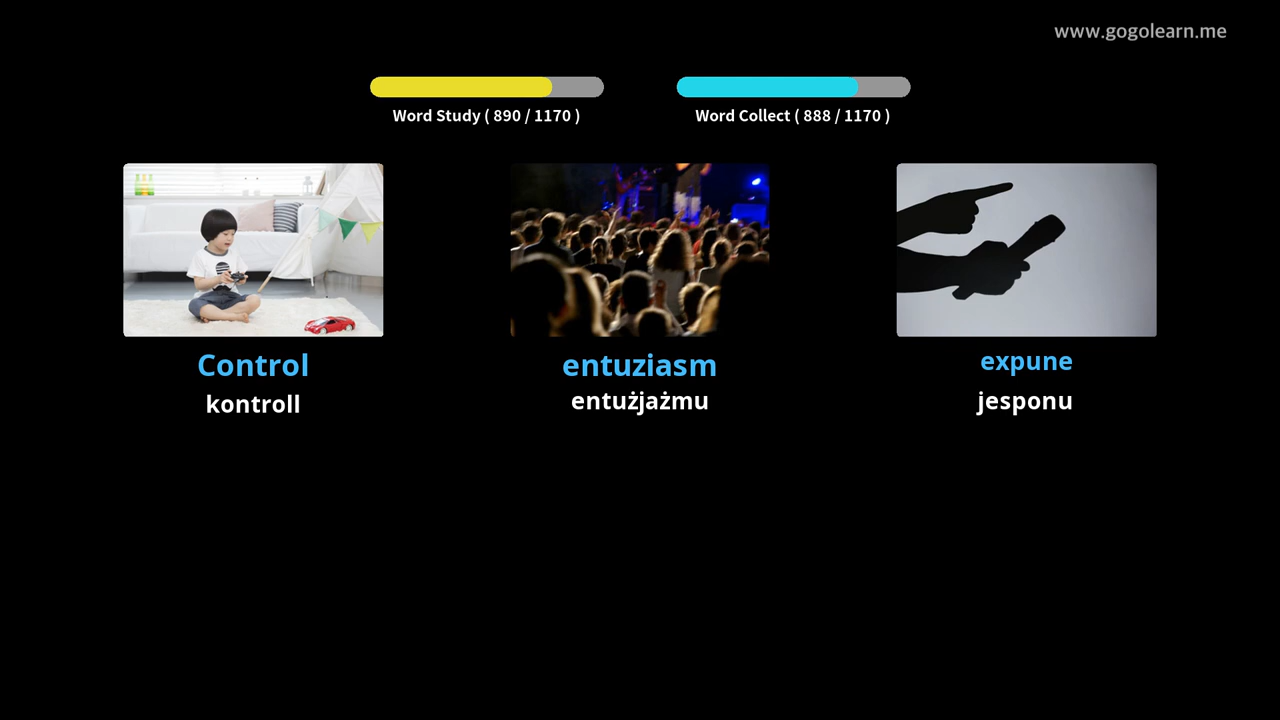 www.gogolearn.me
Word Study ( 890 / 1170 )
Word Collect ( 888 / 1170 )
Control
kontroll
entuziasm
entużjażmu
expune
jesponu